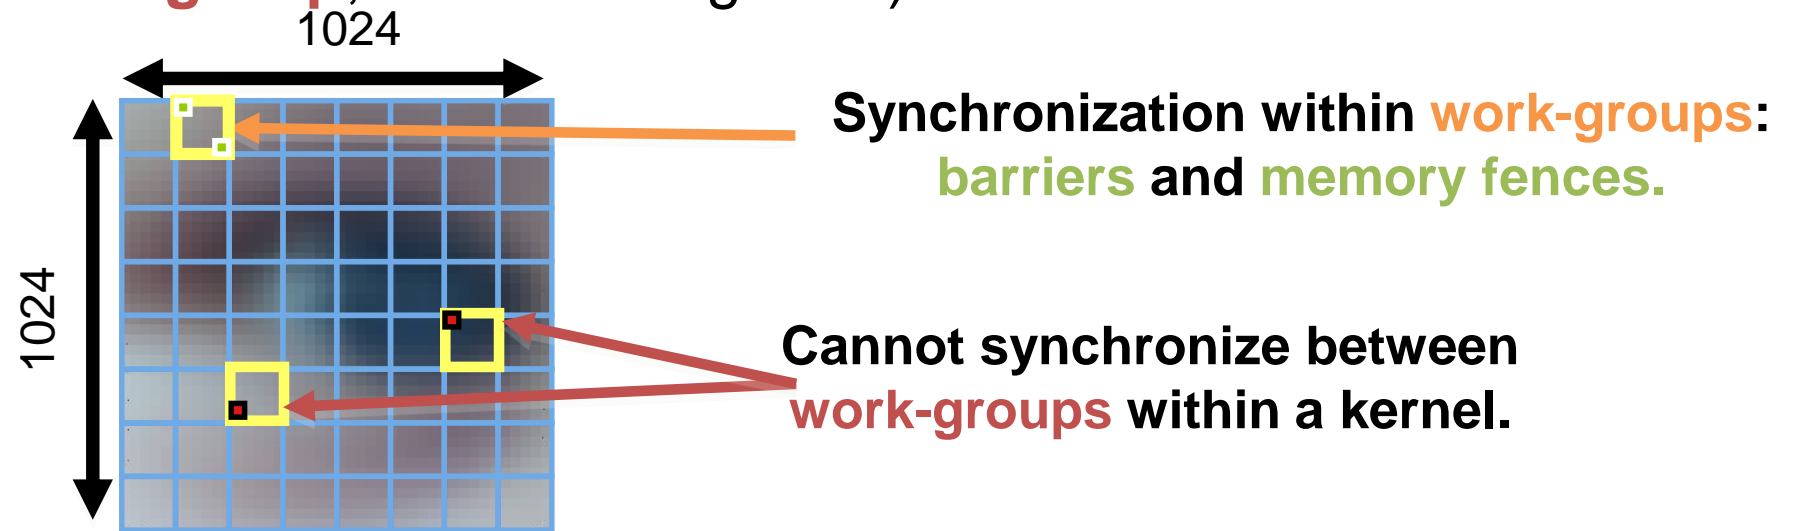 1024
Synchronization within work-groups:
barriers and memory fences.
1024
Cannot synchronize between
work-groups within a kernel.